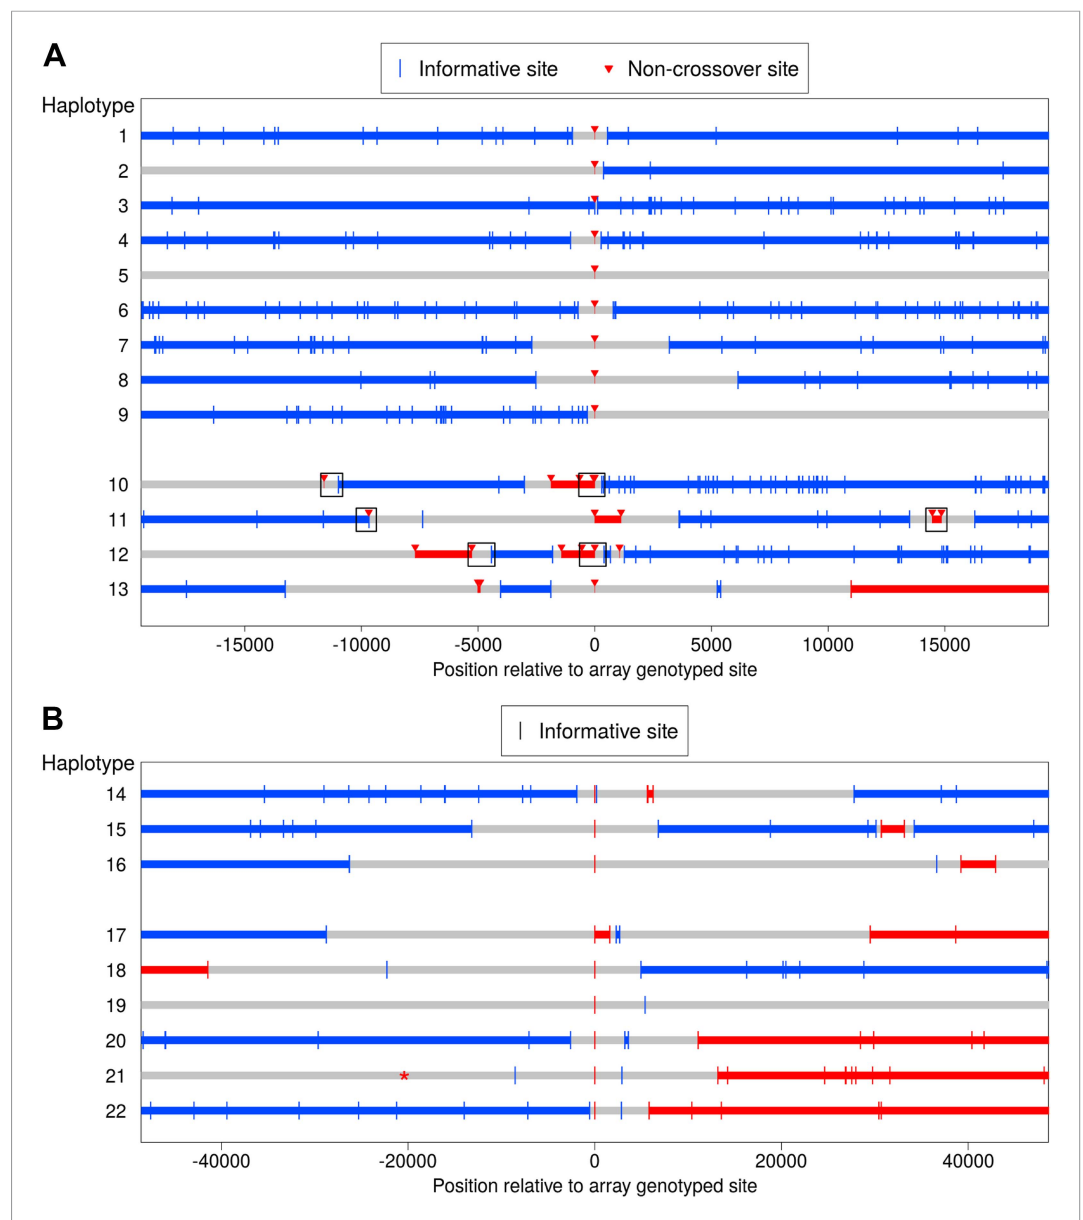 A
Informative site
Non-crossover site
Haplotype
1
2
3
4
5
6
7
8
9
10
11
12
13
-15000 -10000 -5000 0 5000 10000 15000
Position relative to array genotyped site
B
Informative site
Haplotype
14
15
16
17
18
19
20
21
*
22
-40000 -20000 0 20000 40000
Position relative to array genotyped site